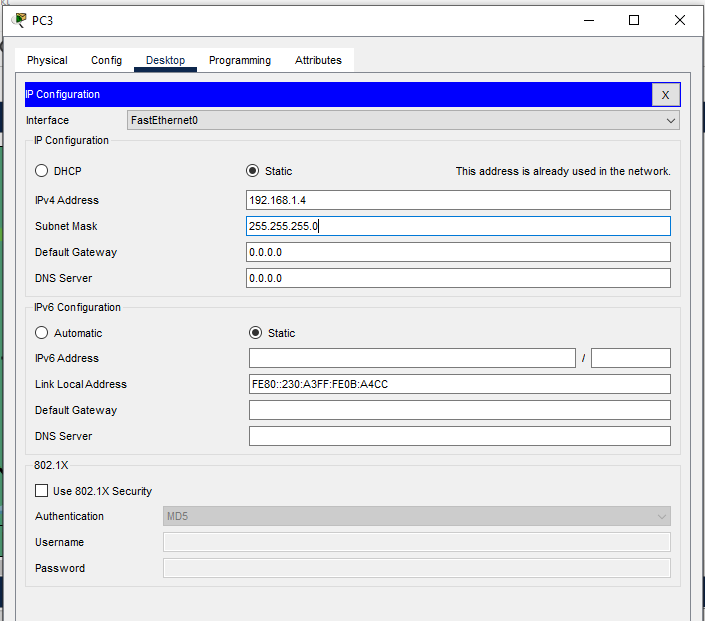 PC3
Physical Config Desktop Programming Attributes
IP Configuration X
Interface FastEthernet0
IP Configuration
DHCP Static This address is already used in the network.
IPv4 Address 192.168.1.4
Subnet Mask 255.255.255.0
Default Gateway 0.0.0.0
DNS Server 0.0.0.0
IPv6 Configuration
Automatic Static
IPv6 Address /
Link Local Address FE80::230:A3FF:FE0B:A4CC
Default Gateway
DNS Server
802.1X
Use 802.1X Security
Authentication MD5
Username
Password